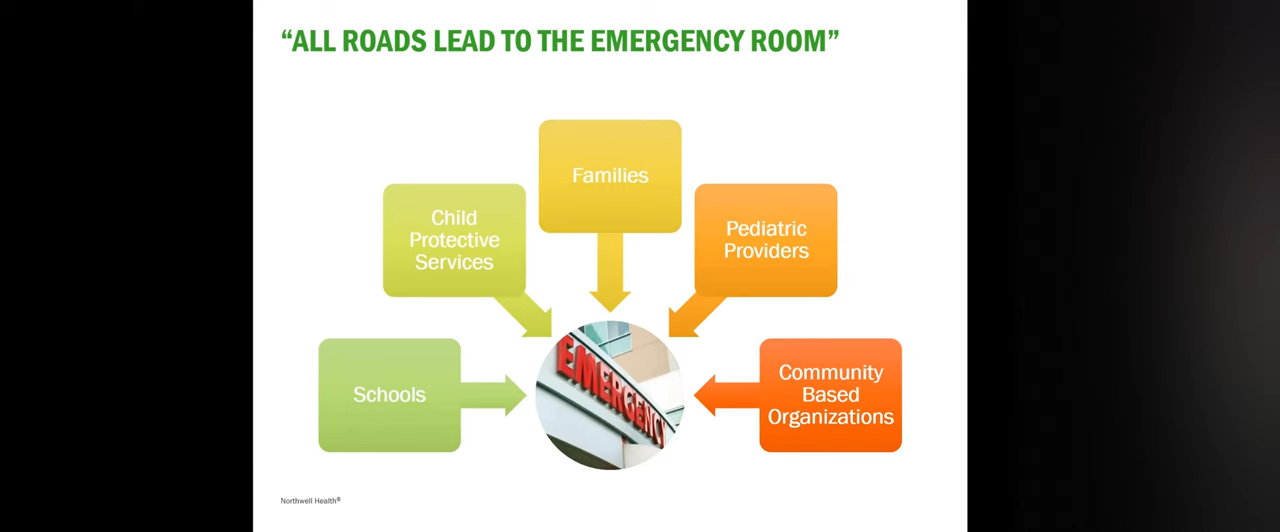 “ALL ROADS LEAD TO THE EMERGENCY ROOM”
Families
Child
Protective
Services
Pediatric
Providers
Schools
EMERGENCY
Community
Based
Organizations
Northwell Health®